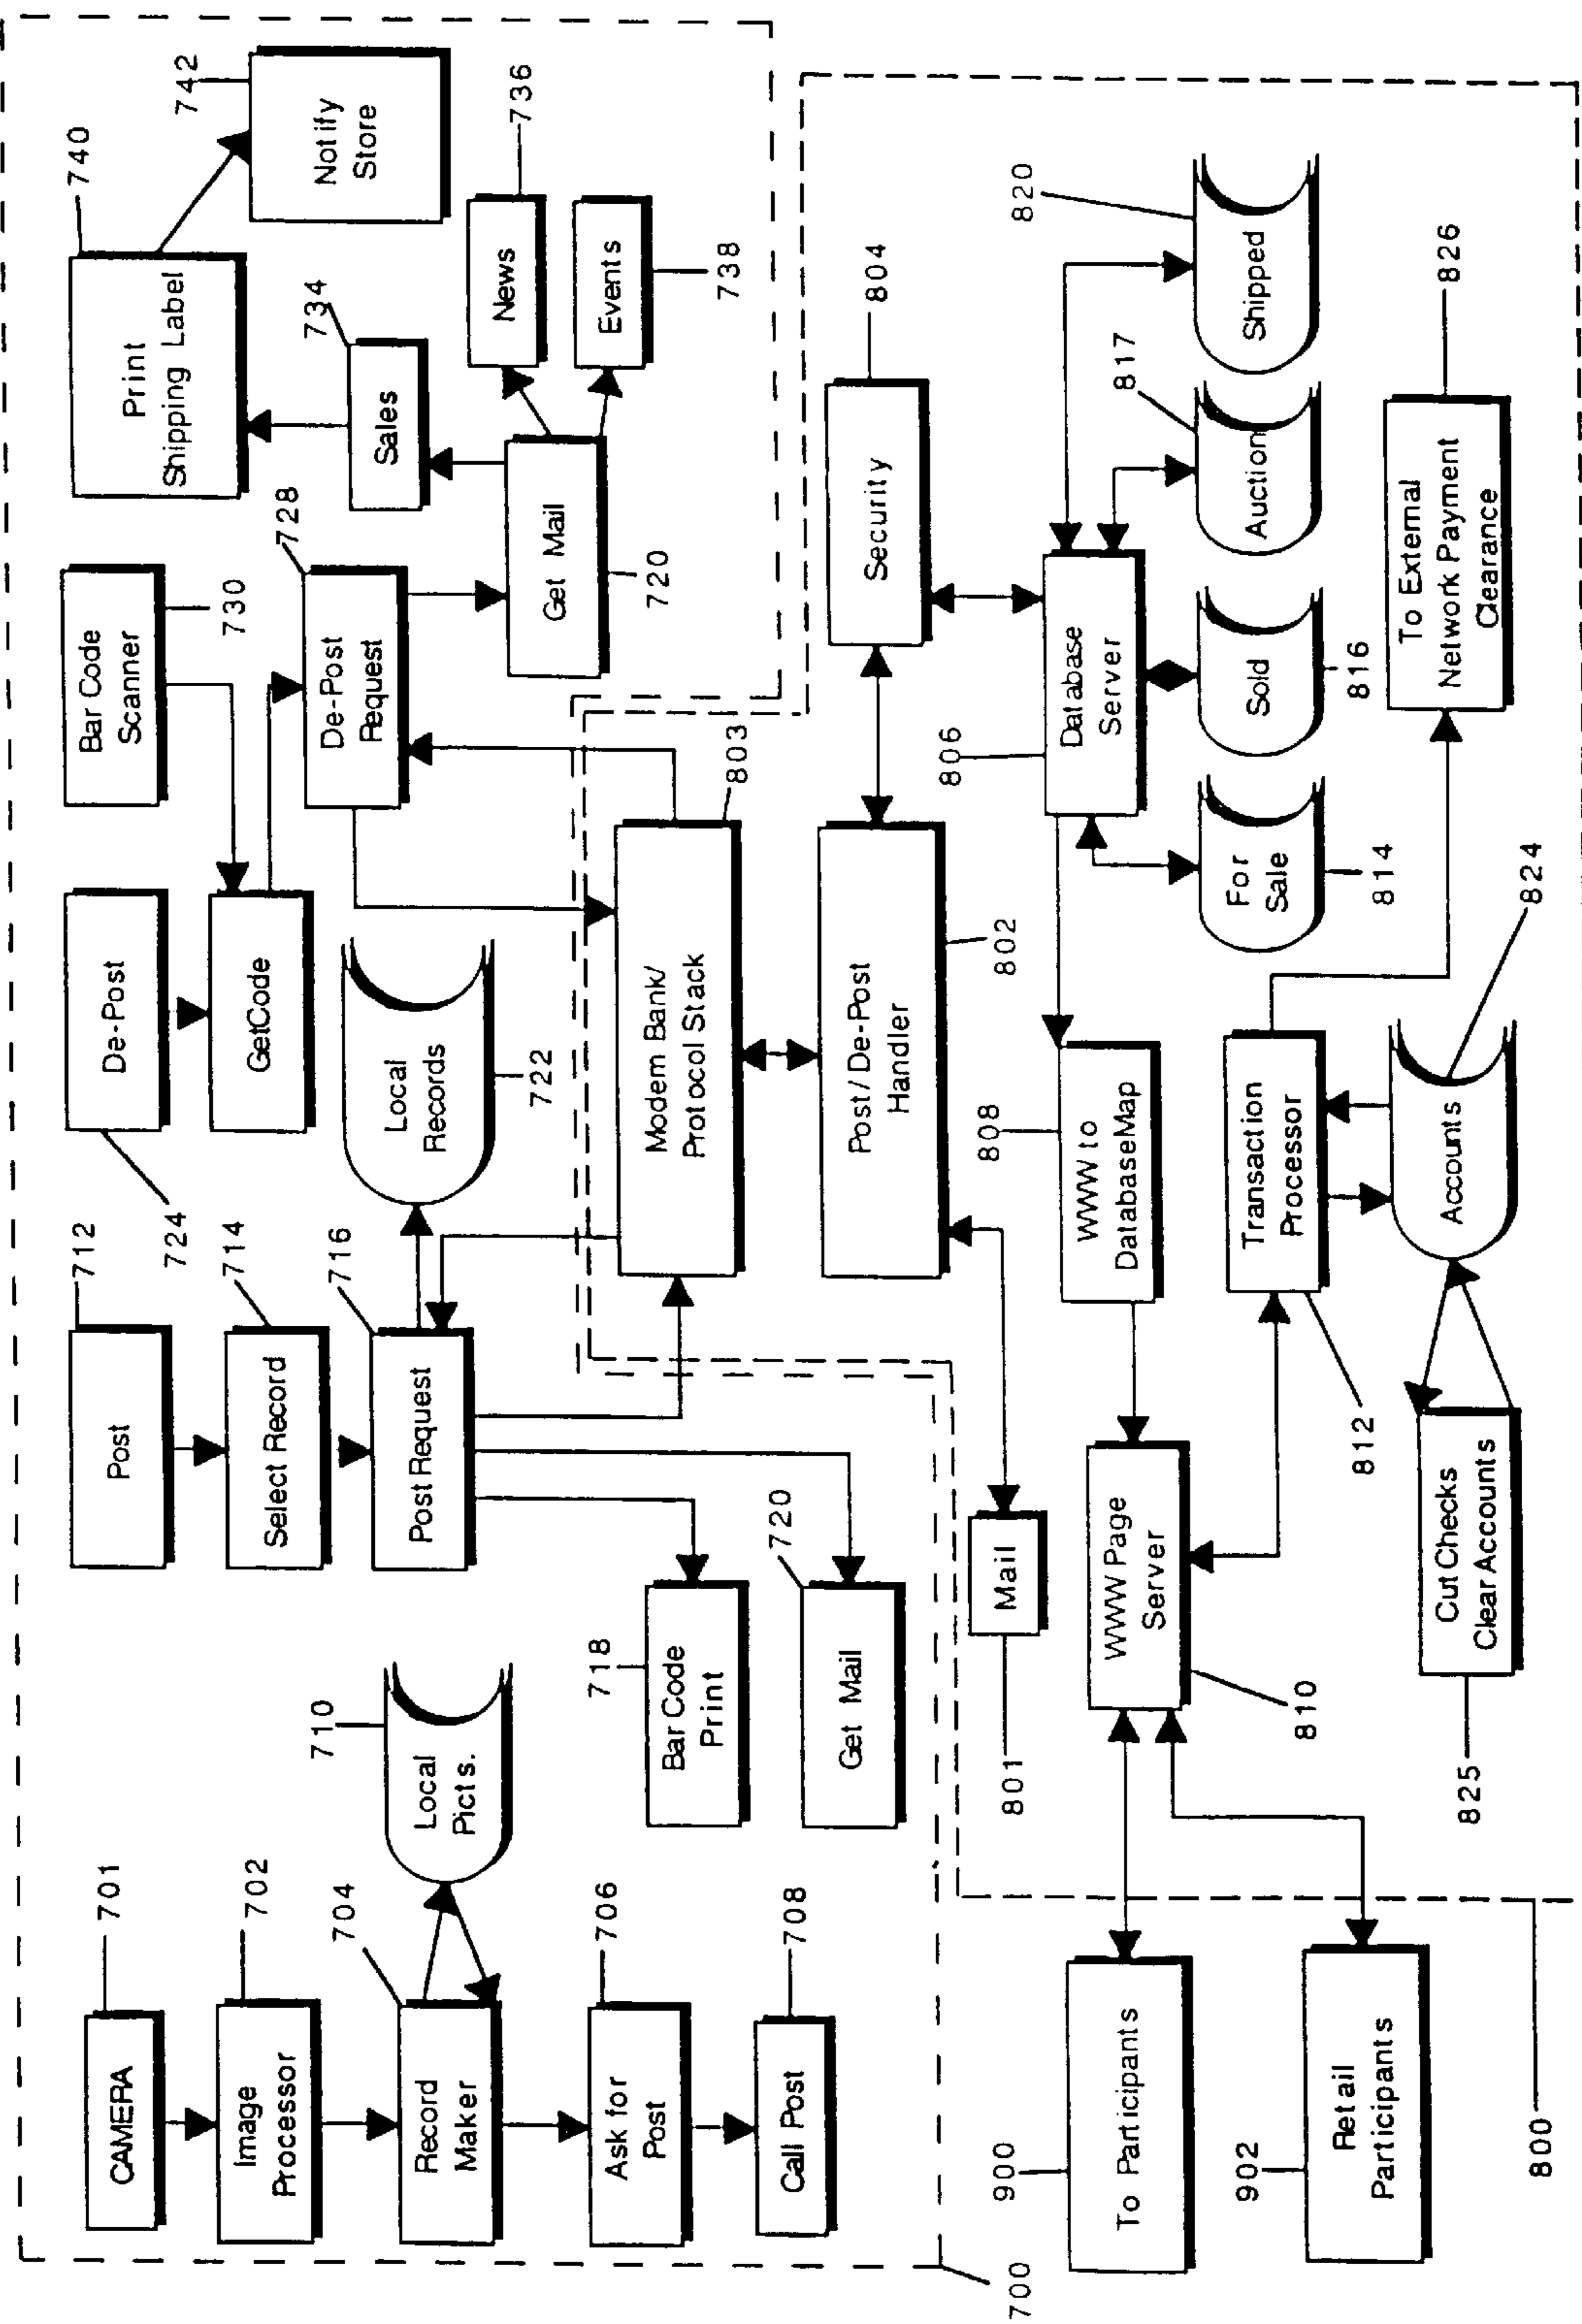 CAMERA
701
Image
Processor
702
Record
Maker
704
Local
Picts.
710
Ask for
Post
706
Call Post
708
Post
712
Select Record
714
Post Request
716
Bar Code
Print
718
Get Mail
720
Local
Records
722
De-Post
724
GetCode
Bar Code
Scanner
730
De-Post
Request
728
Get Mail
720
Sales
734
Print
Shipping Label
740
Notify
Store
742
News
736
Events
738
700
Modem Bank/
Protocol Stack
803
Post/De-Post
Handler
802
Security
804
Mail
801
Database
Server
806
WWW to
DatabaseMap
808
WWW Page
Server
810
Transaction
Processor
812
For
Sale
814
Sold
816
Auction
817
Shipped
820
Accounts
824
Cut Checks
Clear Accounts
825
To External
Network Payment
Clearance
826
To Participants
900
Retail
Participants
902
800